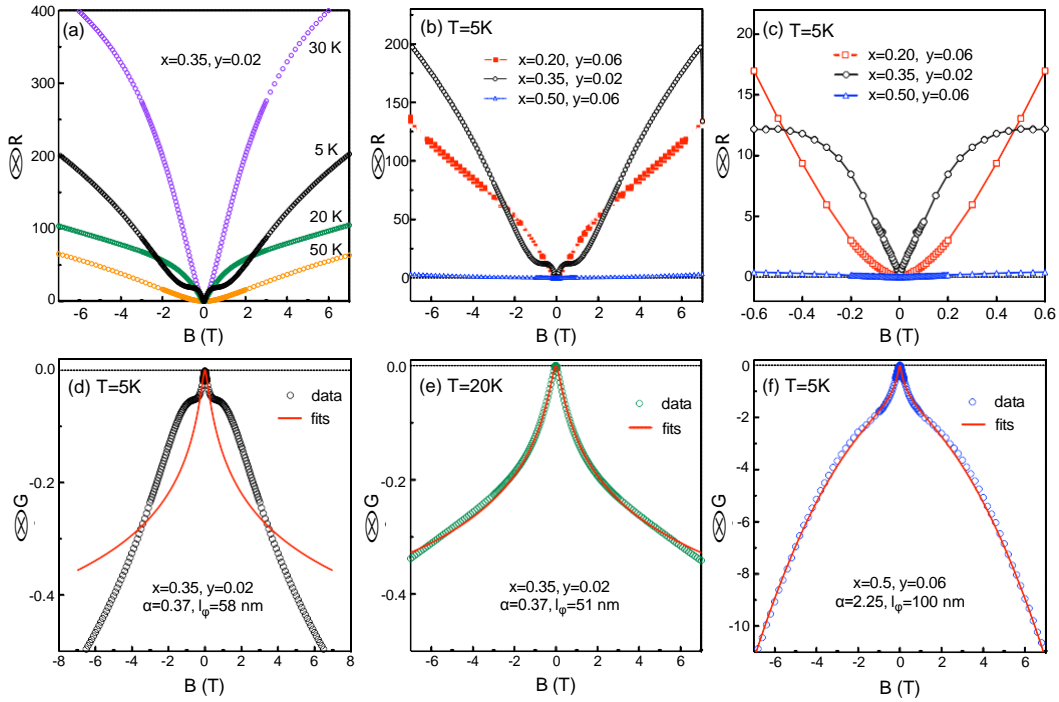 (a)
x=0.35, y=0.02
30 K
5 K
20 K
50 K
400
300
200
100
0
-6 -4 -2 0 2 4 6
B (T)
⊗R
(b) T=5K
x=0.20, y=0.06
x=0.35, y=0.02
x=0.50, y=0.06
200
150
100
50
0
-6 -4 -2 0 2 4 6
B (T)
⊗R
(c) T=5K
x=0.20, y=0.06
x=0.35, y=0.02
x=0.50, y=0.06
20
15
10
5
0
-0.6 -0.4 -0.2 0.0 0.2 0.4 0.6
B (T)
⊗R
(d) T=5K
data
fits
x=0.35, y=0.02
α=0.37, lφ=58 nm
0.0
-0.2
-0.4
-8 -6 -4 -2 0 2 4 6 8
B (T)
⊗G
(e) T=20K
data
fits
x=0.35, y=0.02
α=0.37, lφ=51 nm
0.0
-0.2
-0.4
-6 -4 -2 0 2 4 6
B (T)
⊗G
(f) T=5K
data
fits
x=0.5, y=0.06
α=2.25, lφ=100 nm
0
-2
-4
-6
-8
-10
-6 -4 -2 0 2 4 6
B (T)
⊗G